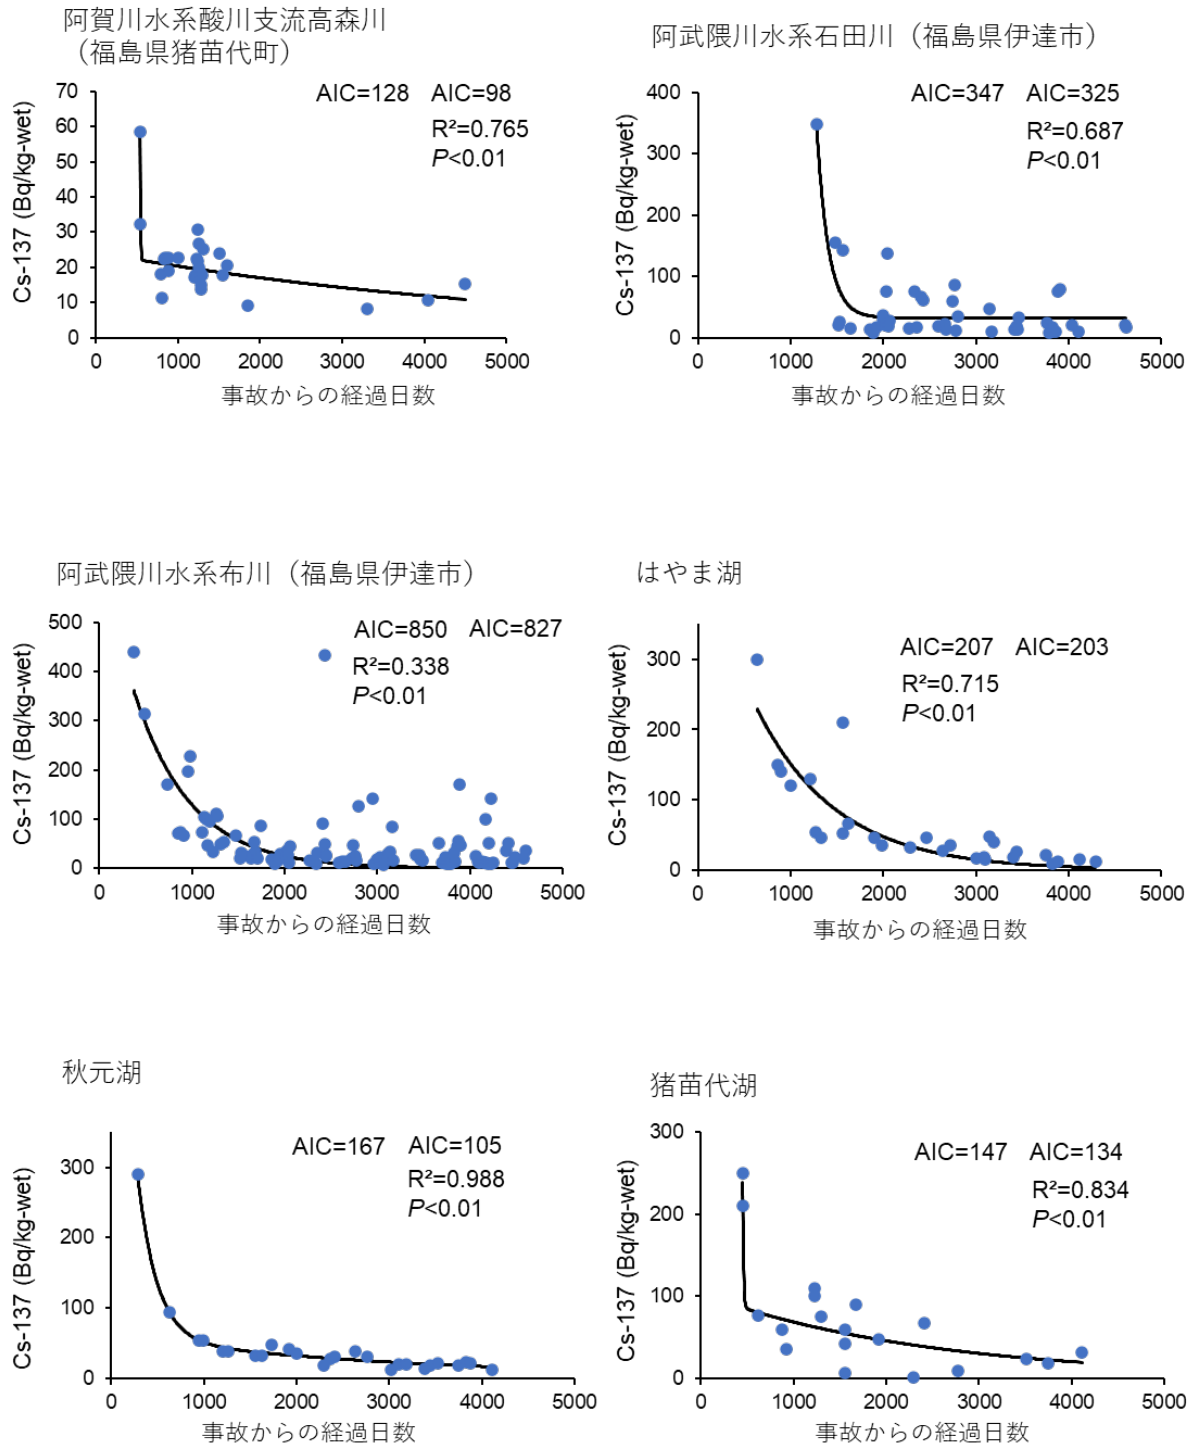 阿賀川水系酸川支流高森川
（福島県猪苗代町）
AIC=128 AIC=98
R²=0.765
P<0.01
Cs-137 (Bq/kg-wet)
70
60
50
40
30
20
10
0
0 1000 2000 3000 4000 5000
事故からの経過日数
阿武隈川水系石田川（福島県伊達市）
AIC=347 AIC=325
R²=0.687
P<0.01
Cs-137 (Bq/kg-wet)
400
300
200
100
0
0 1000 2000 3000 4000 5000
事故からの経過日数
阿武隈川水系布川（福島県伊達市）
AIC=850 AIC=827
R²=0.338
P<0.01
Cs-137 (Bq/kg-wet)
500
400
300
200
100
0
0 1000 2000 3000 4000 5000
事故からの経過日数
はやま湖
AIC=207 AIC=203
R²=0.715
P<0.01
Cs-137 (Bq/kg-wet)
300
200
100
0
0 1000 2000 3000 4000 5000
事故からの経過日数
秋元湖
AIC=167 AIC=105
R²=0.988
P<0.01
Cs-137 (Bq/kg-wet)
300
200
100
0
0 1000 2000 3000 4000 5000
事故からの経過日数
猪苗代湖
AIC=147 AIC=134
R²=0.834
P<0.01
Cs-137 (Bq/kg-wet)
300
200
100
0
0 1000 2000 3000 4000 5000
事故からの経過日数